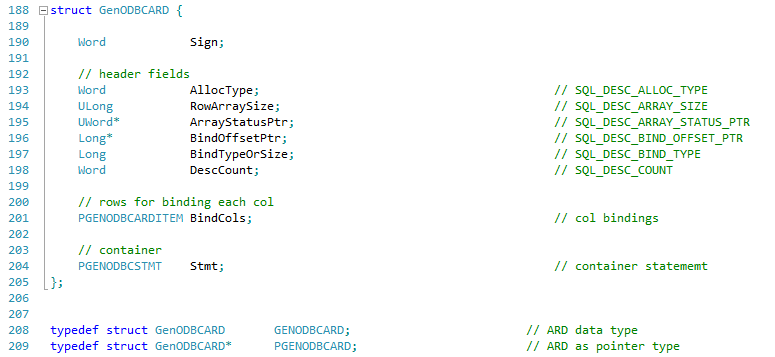 188 struct GenODBCARD {
189
190 Word Sign;
191
192 // header fields
193 Word AllocType; // SQL_DESC_ALLOC_TYPE
194 ULong RowArraySize; // SQL_DESC_ARRAY_SIZE
195 UWord* ArrayStatusPtr; // SQL_DESC_ARRAY_STATUS_PTR
196 Long* BindOffsetPtr; // SQL_DESC_BIND_OFFSET_PTR
197 Long BindTypeOrSize; // SQL_DESC_BIND_TYPE
198 Word DescCount; // SQL_DESC_COUNT
199
200 // rows for binding each col
201 PGENODBCARDITEM BindCols; // col bindings
202
203 // container
204 PGENODBCSTMT Stmt; // container statememt
205 };
206
207
208 typedef struct GenODBCARD GENODBCARD; // ARD data type
209 typedef struct GenODBCARD* PGENODBCARD; // ARD as pointer type